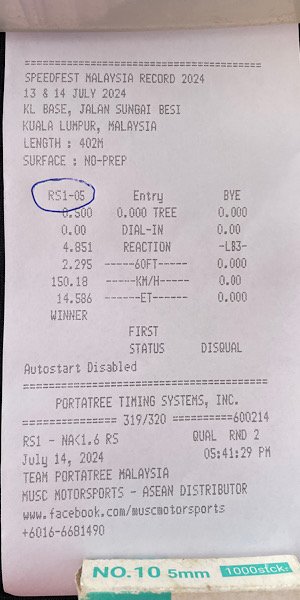 ==========================================
SPEEDFEST MALAYSIA RECORD 2024
13 & 14 JULY 2024
KL BASE, JALAN SUNGAI BESI
KUALA LUMPUR, MALAYSIA
LENGTH : 402M
SURFACE : NO-PREP
RS1-05 Entry BYE
0.500 0.000 TREE 0.000
0.00 DIAL-IN 0.00
4.851 REACTION -LB3-
2.295 ------60FT------ 0.000
150.18 ------KM/H------ 0.00
14.586 -------ET------- 0.000
WINNER
FIRST
STATUS DISQUAL
Autostart Disabled
==========================================
PORTATREE TIMING SYSTEMS, INC.
=============== 319/320 ==========600214
RS1 - NA<1.6 RS QUAL RND 2
July 14, 2024 05:41:29 PM
TEAM PORTATREE MALAYSIA
MUSC MOTORSPORTS - ASEAN DISTRIBUTOR
www.facebook.com/muscmotorsports
+6016-6681490
NO.10 5mm 1000stcks